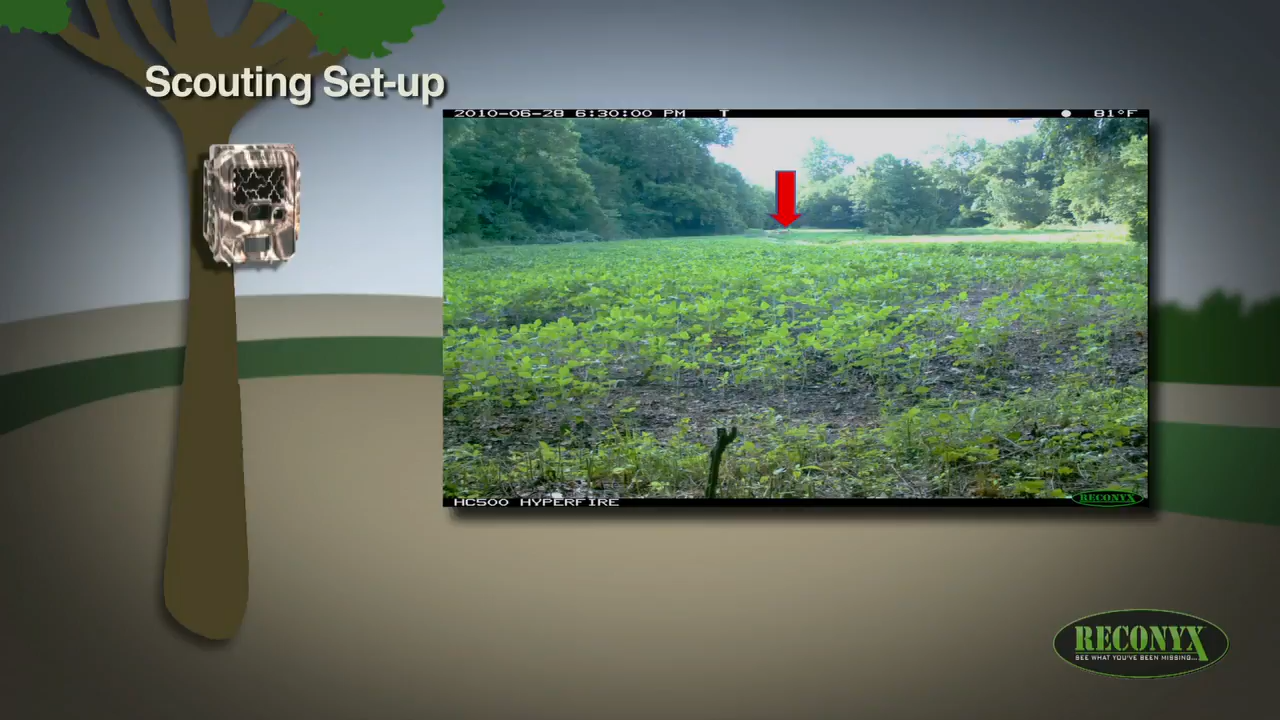 Scouting Set-up
2010-06-28 6:30:00 PM T 81°F
HC500 HYPERFIRE
RECONYX
RECONYX
SEE WHAT YOU'VE BEEN MISSING...